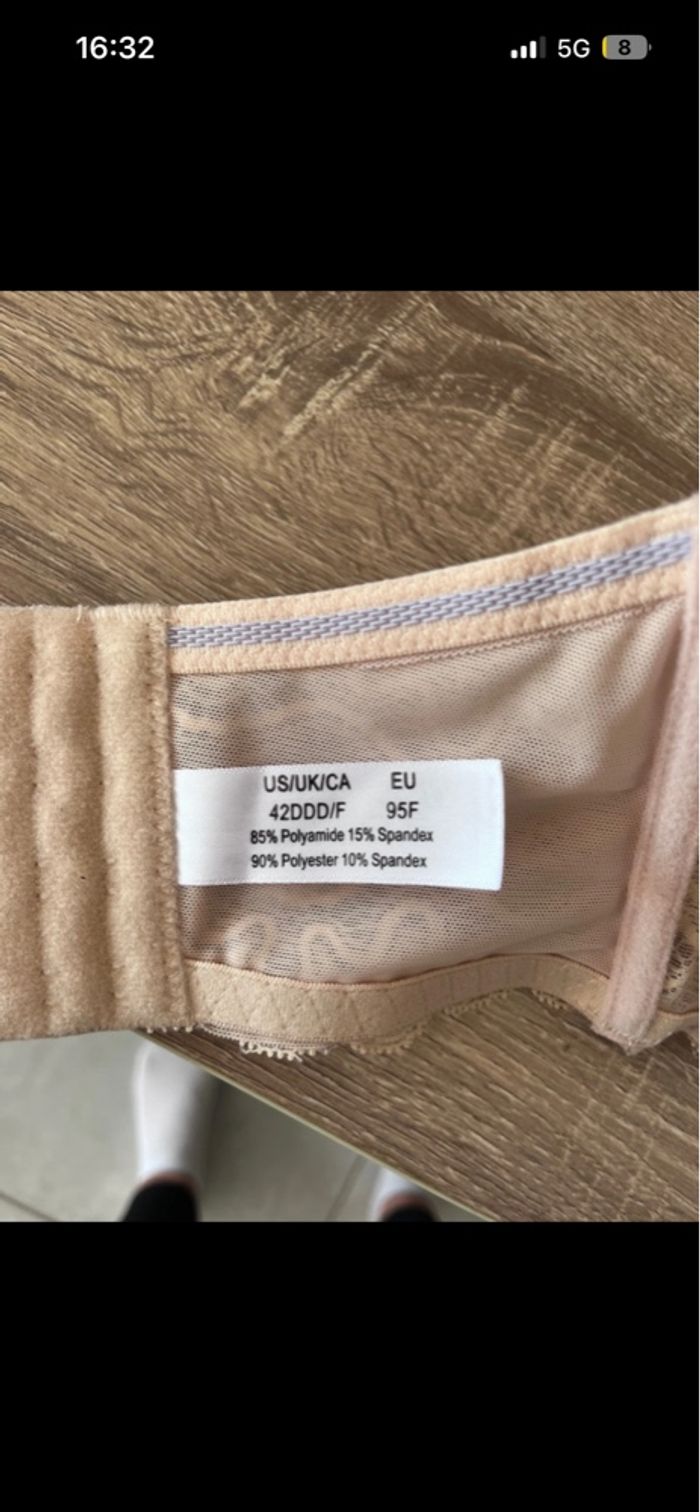 16:32 5G 8
US/UK/CA EU
42DDD/F 95F
85% Polyamide 15% Spandex
90% Polyester 10% Spandex